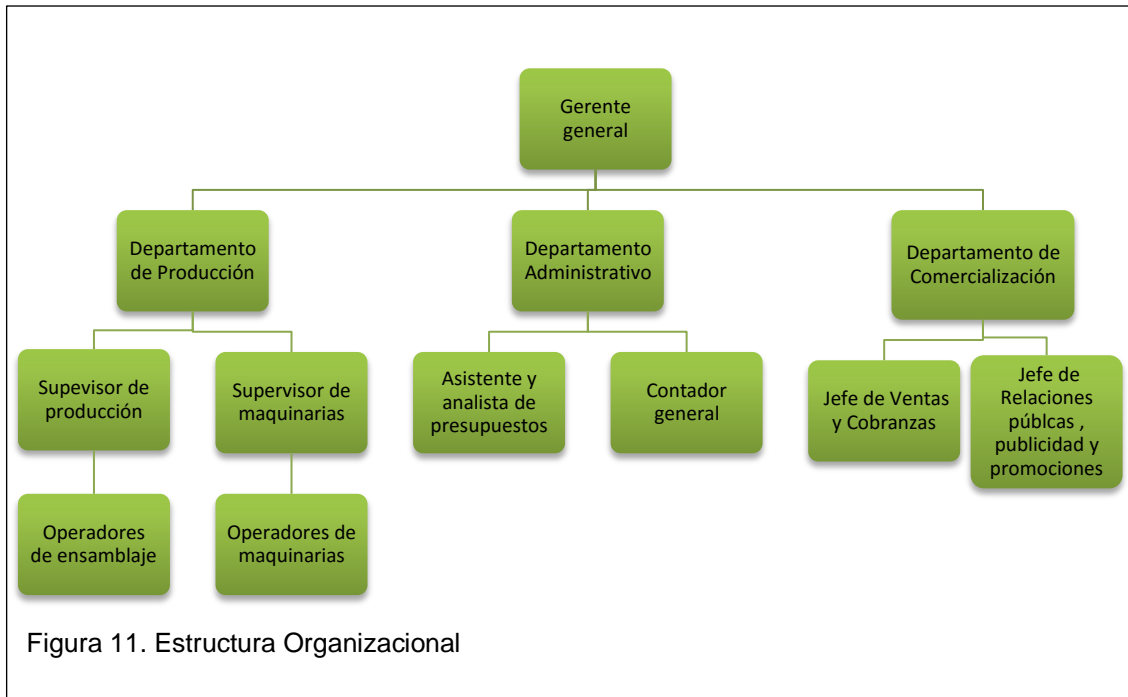 Gerente
general
Departamento
de Producción
Departamento
Administrativo
Departamento de
Comercialización
Supevisor de
producción
Supervisor de
maquinarias
Asistente y
analista de
presupuestos
Contador
general
Jefe de Ventas
y Cobranzas
Jefe de
Relaciones
públcas ,
publicidad y
promociones
Operadores
de ensamblaje
Operadores de
maquinarias
Figura 11. Estructura Organizacional